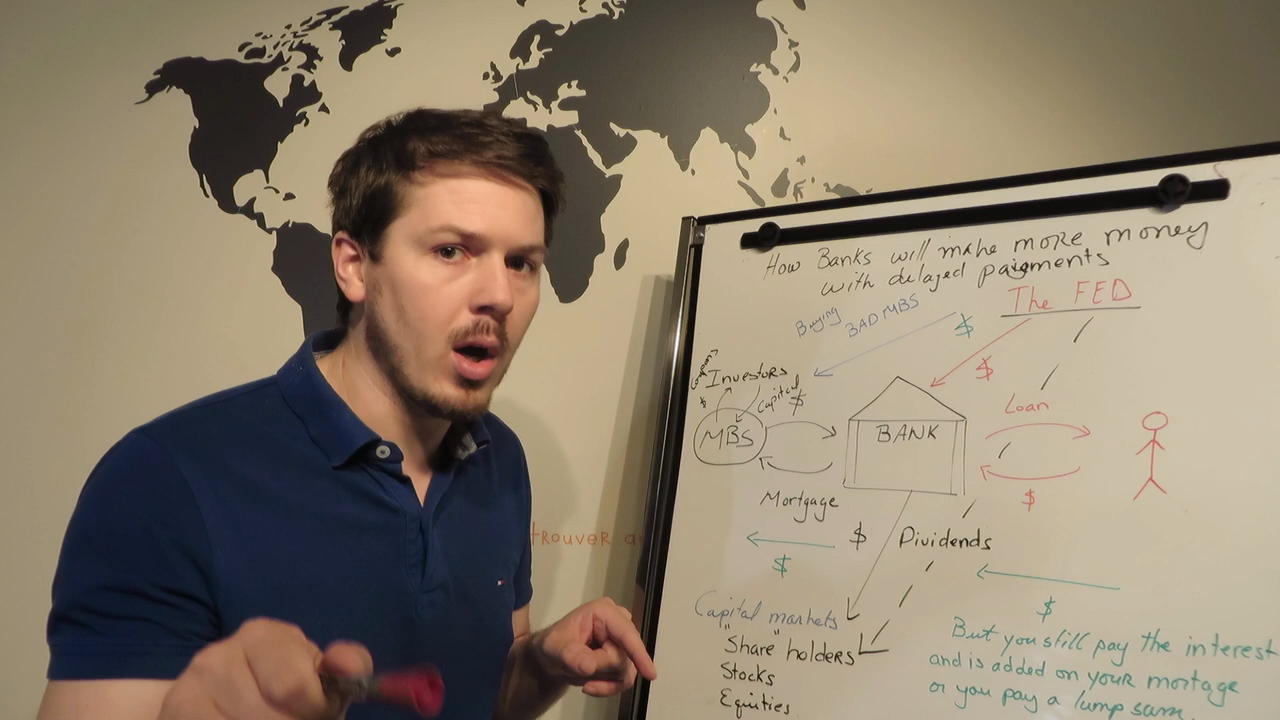 How Banks will make more money
with delayed paiements
The FED
Buying BAD MBS
$
$
Investors
Capital $
$
MBS
BANK
Loan
$
Mortgage
$
$
Dividends
$
Capital markets
"Share" holders
Stocks
Equities
But you still pay the interest
and is added on your mortage
or you pay a lump sum
trouver